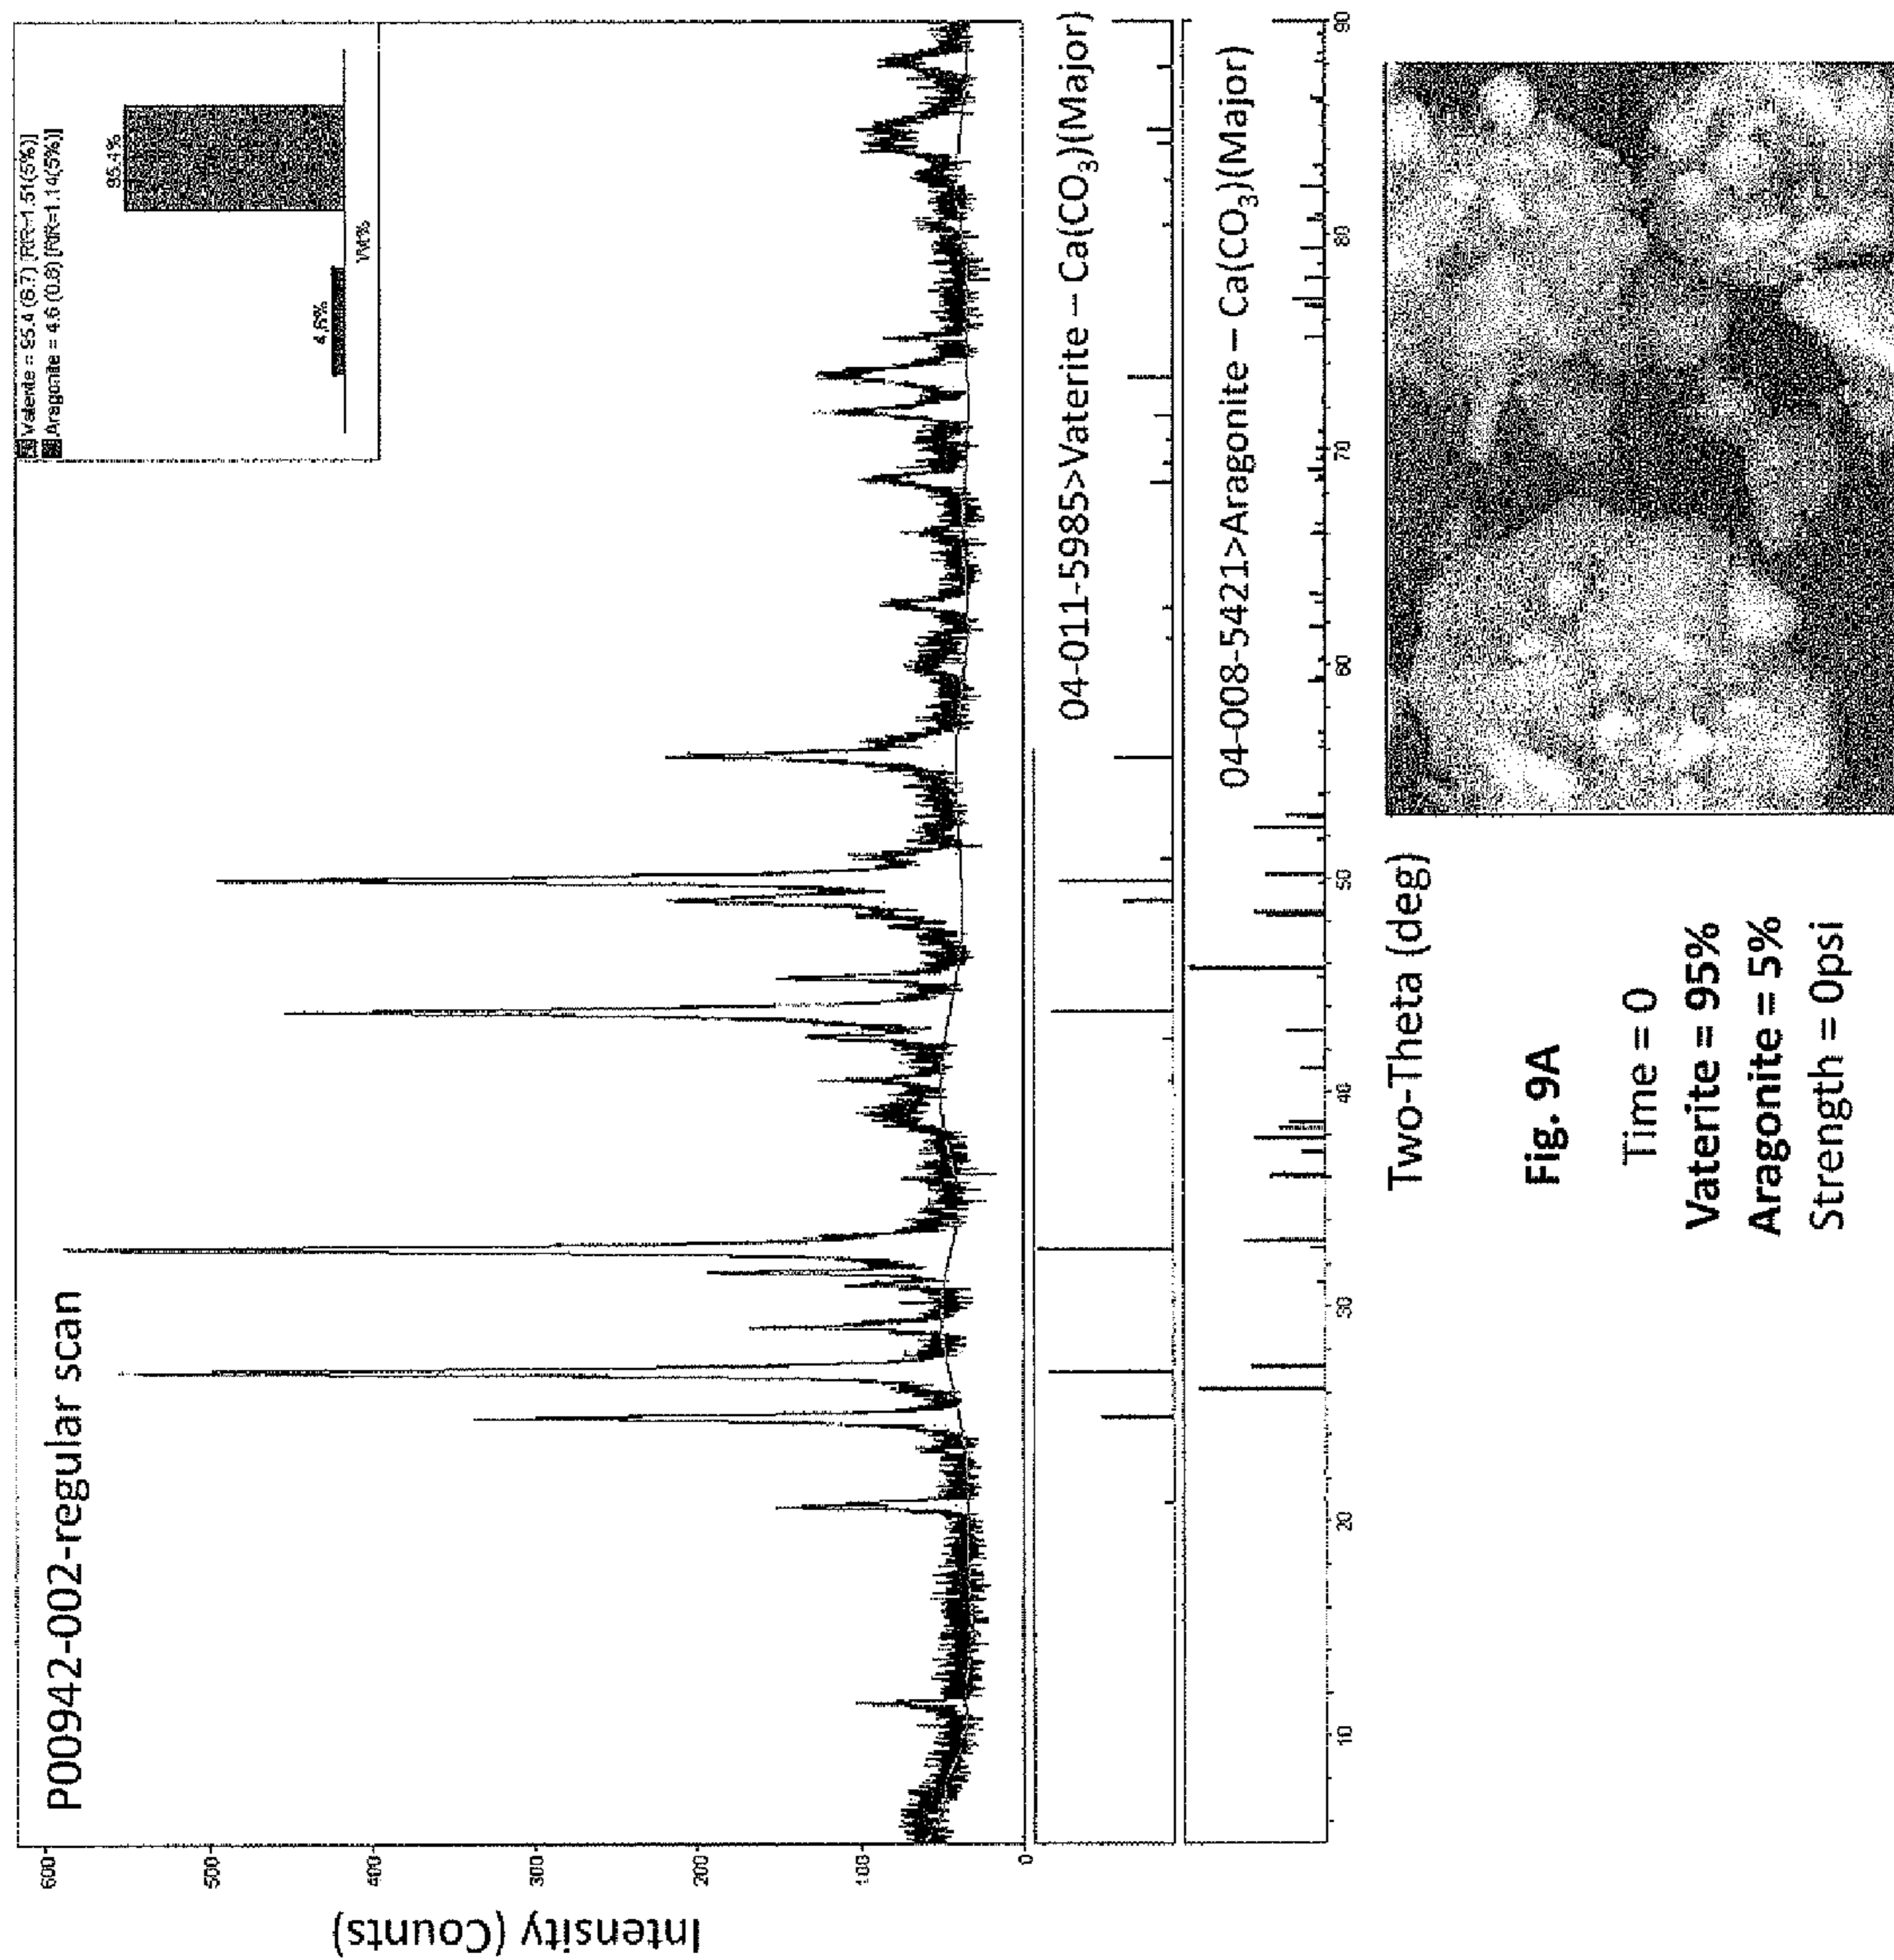 P00942-002-regular scan
Vaterite = 95.4 (6.7) [RIR=1.51(5%)]
Aragonite = 4.6 (0.8) [RIR=1.14(5%)]
95.4%
4.6%
Wt%
Intensity (Counts)
600
500
400
300
200
100
0
04-011-5985>Vaterite – Ca(CO₃)(Major)
04-008-5421>Aragonite – Ca(CO₃)(Major)
10 20 30 40 50 60 70 80 90
Two-Theta (deg)
Fig. 9A
Time = 0
Vaterite = 95%
Aragonite = 5%
Strength = 0psi